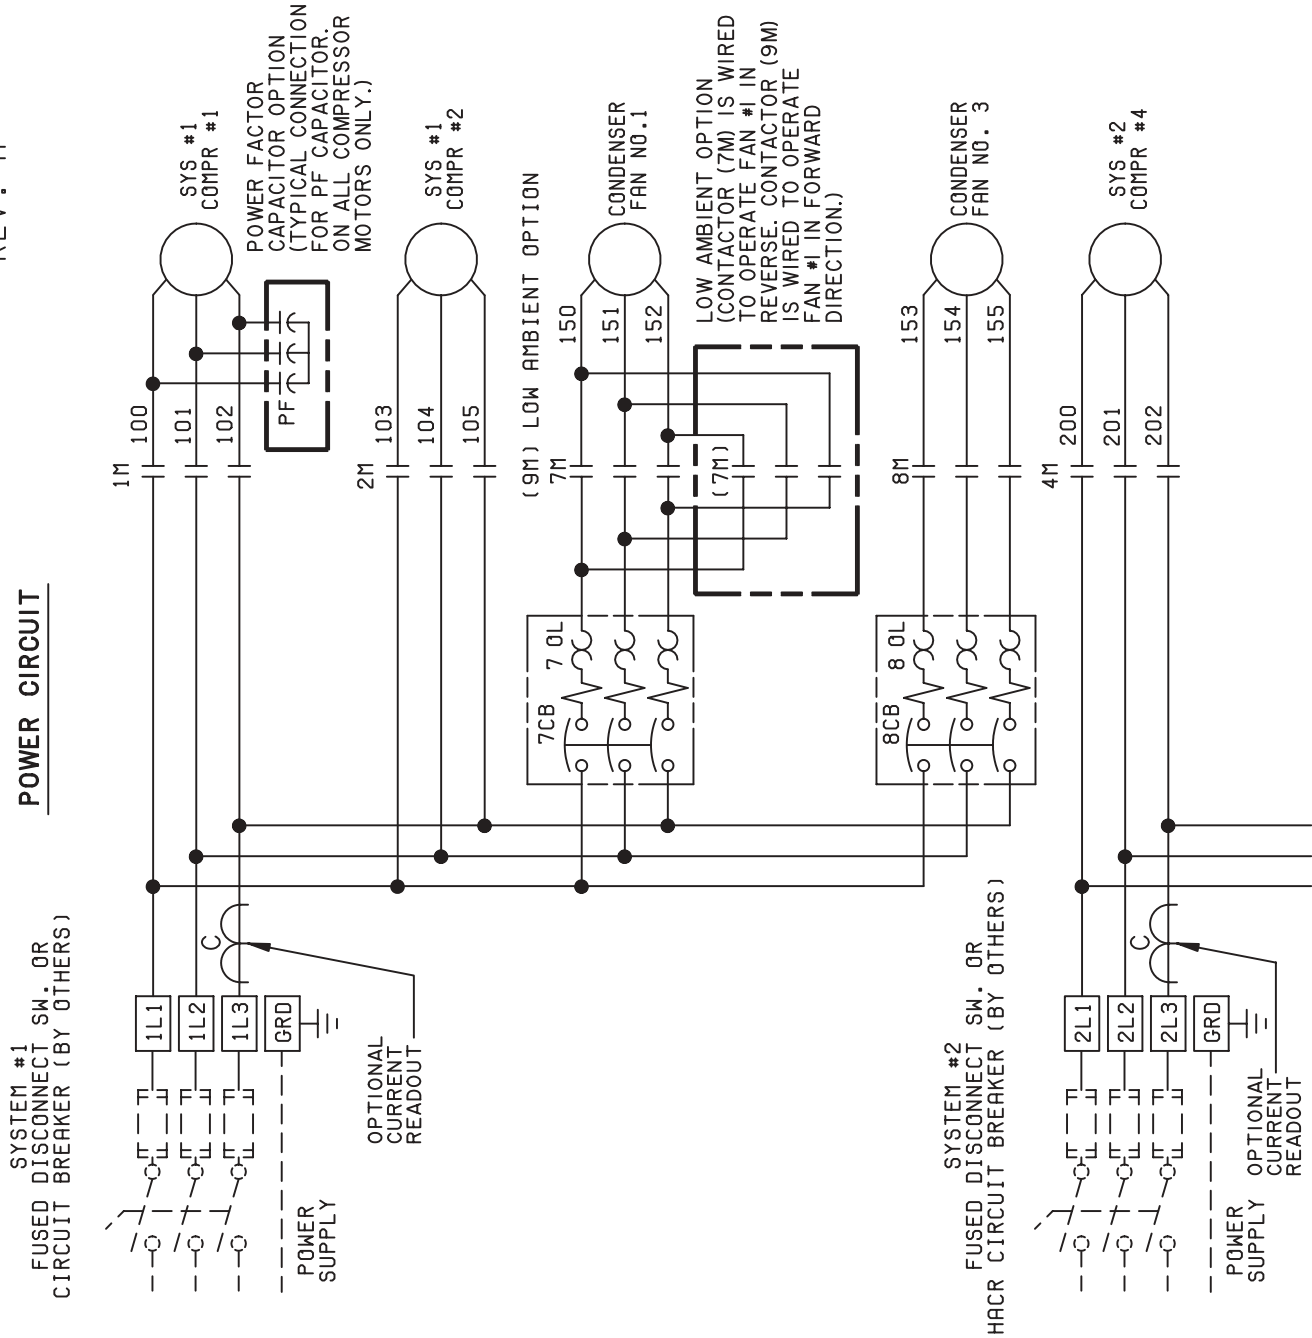 REV.
POWER CIRCUIT
SYSTEM #1
FUSED DISCONNECT SW. OR
CIRCUIT BREAKER (BY OTHERS)
POWER
SUPPLY
1L1
1L2
1L3
GRD
C
OPTIONAL
CURRENT
READOUT
1M
100
101
102
PF
SYS #1
COMPR #1
POWER FACTOR
CAPACITOR OPTION
(TYPICAL CONNECTION
FOR PF CAPACITOR.
ON ALL COMPRESSOR
MOTORS ONLY.)
2M
103
104
105
SYS #1
COMPR #2
(9M) LOW AMBIENT OPTION
7CB
7 OL
7M
150
151
152
CONDENSER
FAN NO.1
(7M)
LOW AMBIENT OPTION
(CONTACTOR (7M) IS WIRED
TO OPERATE FAN #1 IN
REVERSE. CONTACTOR (9M)
IS WIRED TO OPERATE
FAN #1 IN FORWARD
DIRECTION.)
8CB
8 OL
8M
153
154
155
CONDENSER
FAN NO. 3
SYSTEM #2
FUSED DISCONNECT SW. OR
HACR CIRCUIT BREAKER (BY OTHERS)
POWER
SUPPLY
2L1
2L2
2L3
GRD
C
OPTIONAL
CURRENT
READOUT
4M
200
201
202
SYS #2
COMPR #4